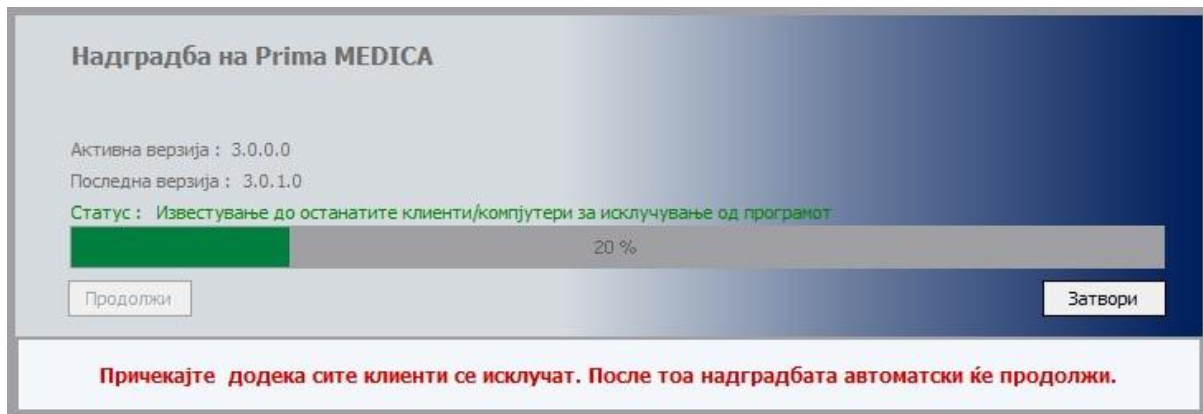 Надградба на Prima MEDICA
Активна верзија : 3.0.0.0
Последна верзија : 3.0.1.0
Статус : Известување до останатите клиенти/компјутери за исклучување од програмот
20 %
Продолжи
Затвори
Причекајте додека сите клиенти се исклучат. После тоа надградбата автоматски ќе продолжи.